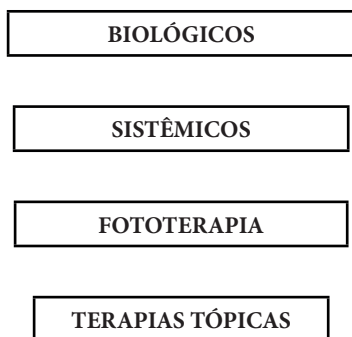 BIOLÓGICOS
SISTÊMICOS
FOTOTERAPIA
TERAPIAS TÓPICAS